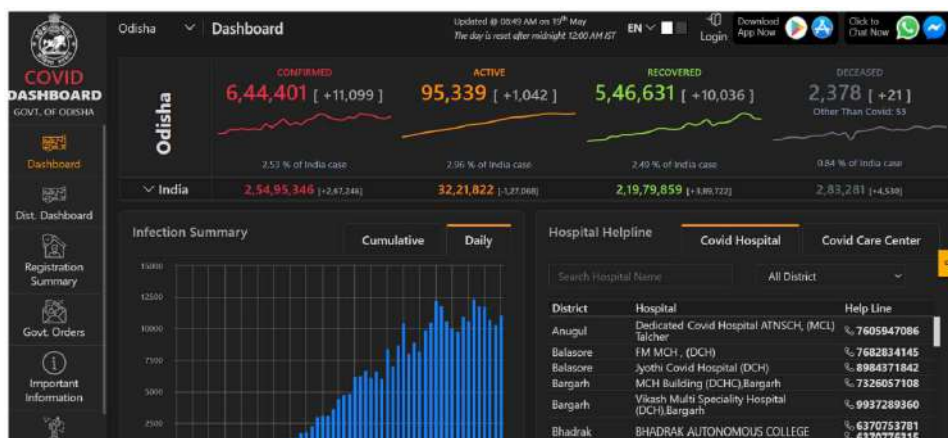 COVID
DASHBOARD
GOVT. OF ODISHA
Dashboard
Dist. Dashboard
Registration
Summary
Govt. Orders
Important
Information
Odisha
Dashboard
Updated @ 08:49 AM on 19th May
The day is reset after midnight 12:00 AM IST
EN
Login
Download
App Now
Click to
Chat Now
Odisha
CONFIRMED
6,44,401 [ +11,099 ]
2.53 % of India case
ACTIVE
95,339 [ +1,042 ]
2.96 % of India case
RECOVERED
5,46,631 [ +10,036 ]
2.49 % of India case
DECEASED
2,378 [ +21 ]
Other Than Covid: 53
0.84 % of India case
India
2,54,95,346 [+2,67,246]
32,21,822 [-1,27,068]
2,19,79,859 [+3,89,722]
2,83,281 [+4,530]
Infection Summary
Cumulative
Daily
15000
12500
10000
7500
5000
2500
Hospital Helpline
Covid Hospital
Covid Care Center
Search Hospital Name
All District
District Hospital Help Line
Anugul Dedicated Covid Hospital ATNSCH, (MCL) 7605947086
Talcher
Balasore FM MCH , (DCH) 7682834145
Balasore Jyothi Covid Hospital (DCH) 8984371842
Bargarh MCH Building (DCHC),Bargarh 7326057108
Bargarh Vikash Multi Speciality Hospital 9937289360
(DCH),Bargarh
Bhadrak BHADRAK AUTONOMOUS COLLEGE 6370753781